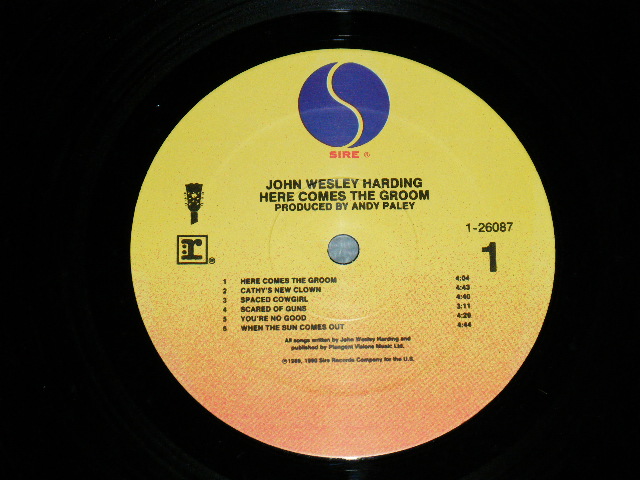 SIRE ®
JOHN WESLEY HARDING
HERE COMES THE GROOM
PRODUCED BY ANDY PALEY
1-26087
1
r®
1 HERE COMES THE GROOM 4:04
2 CATHY'S NEW CLOWN 4:43
3 SPACED COWGIRL 4:40
4 SCARED OF GUNS 3:11
5 YOU'RE NO GOOD 4:29
6 WHEN THE SUN COMES OUT 4:44
All songs written by John Wesley Harding and
published by Plangent Visions Music Ltd.
℗1989, 1990 Sire Records Company for the U.S.